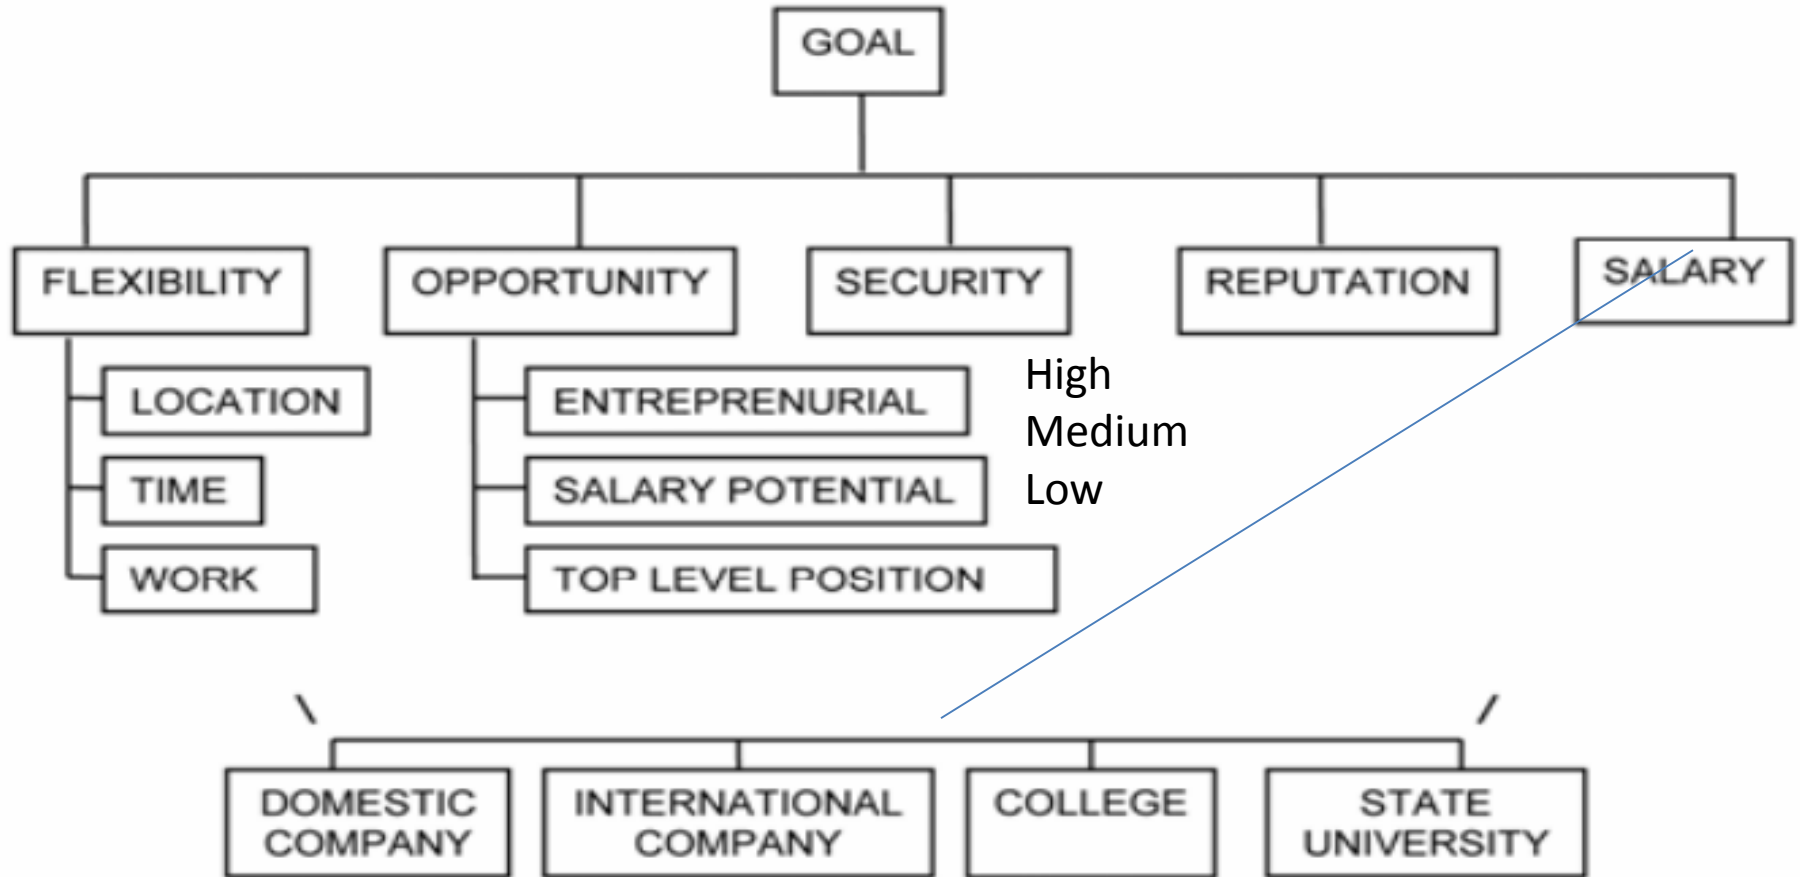 GOAL
FLEXIBILITY
OPPORTUNITY
SECURITY
REPUTATION
SALARY
LOCATION
TIME
WORK
ENTREPRENURIAL
SALARY POTENTIAL
TOP LEVEL POSITION
High
Medium
Low
DOMESTIC
COMPANY
INTERNATIONAL
COMPANY
COLLEGE
STATE
UNIVERSITY